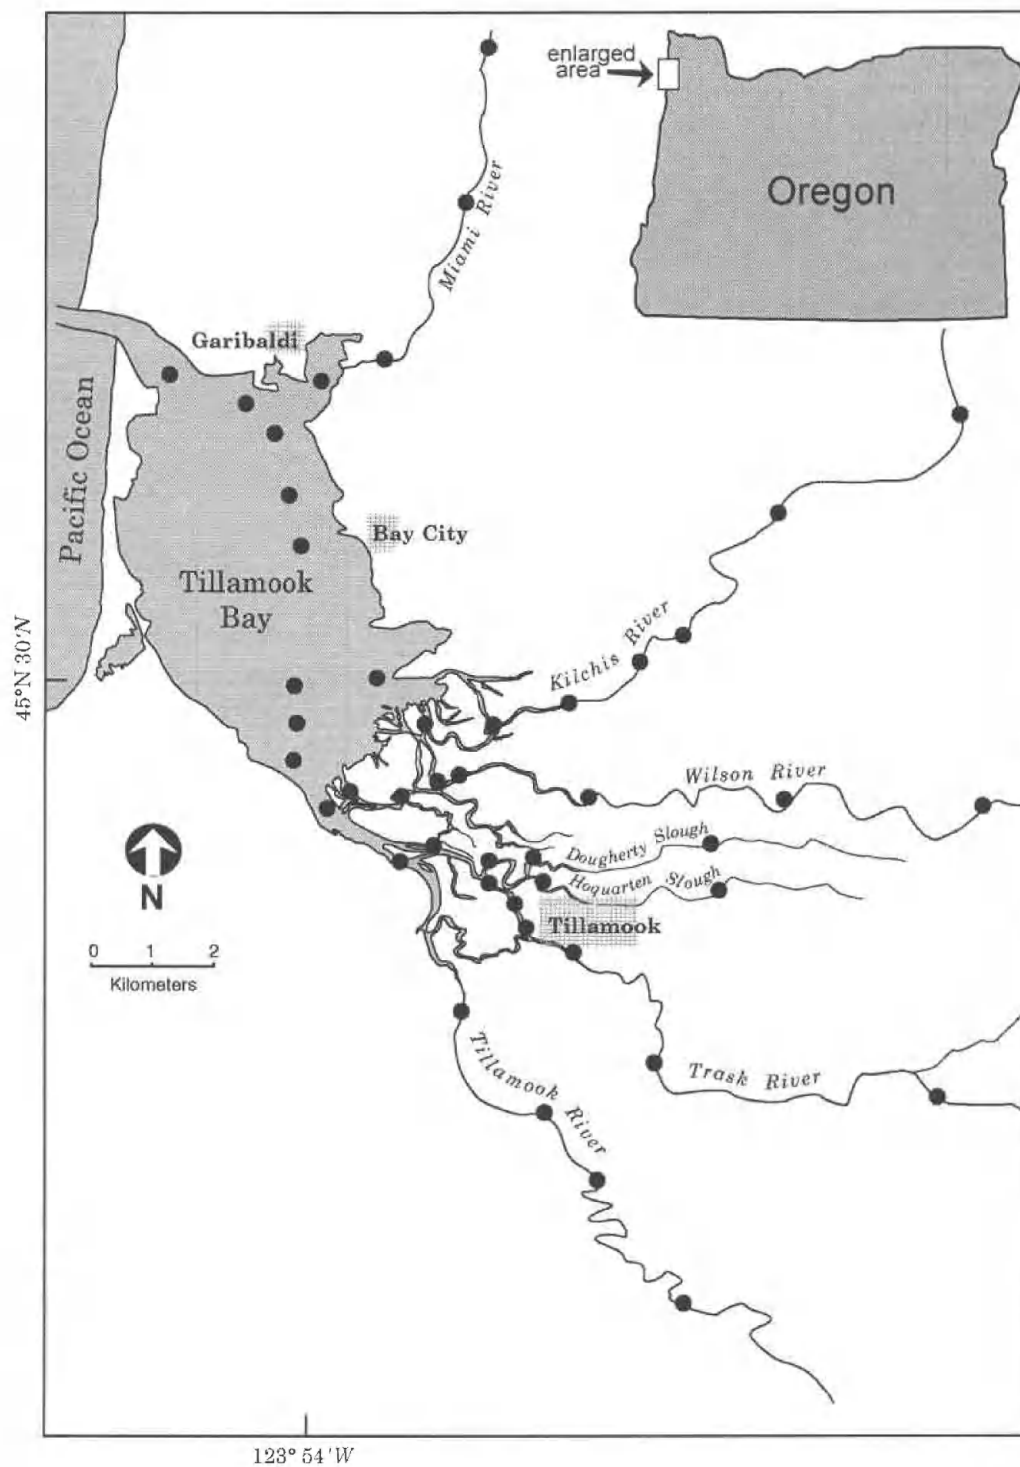 enlarged
area
Oregon
Miami River
Garibaldi
Pacific Ocean
Bay City
Tillamook
Bay
Kilchis River
45°N 30'N
Wilson River
Dougherty Slough
Hoquarten Slough
N
Tillamook
0 1 2
Kilometers
Tillamook River
Trask River
123° 54'W